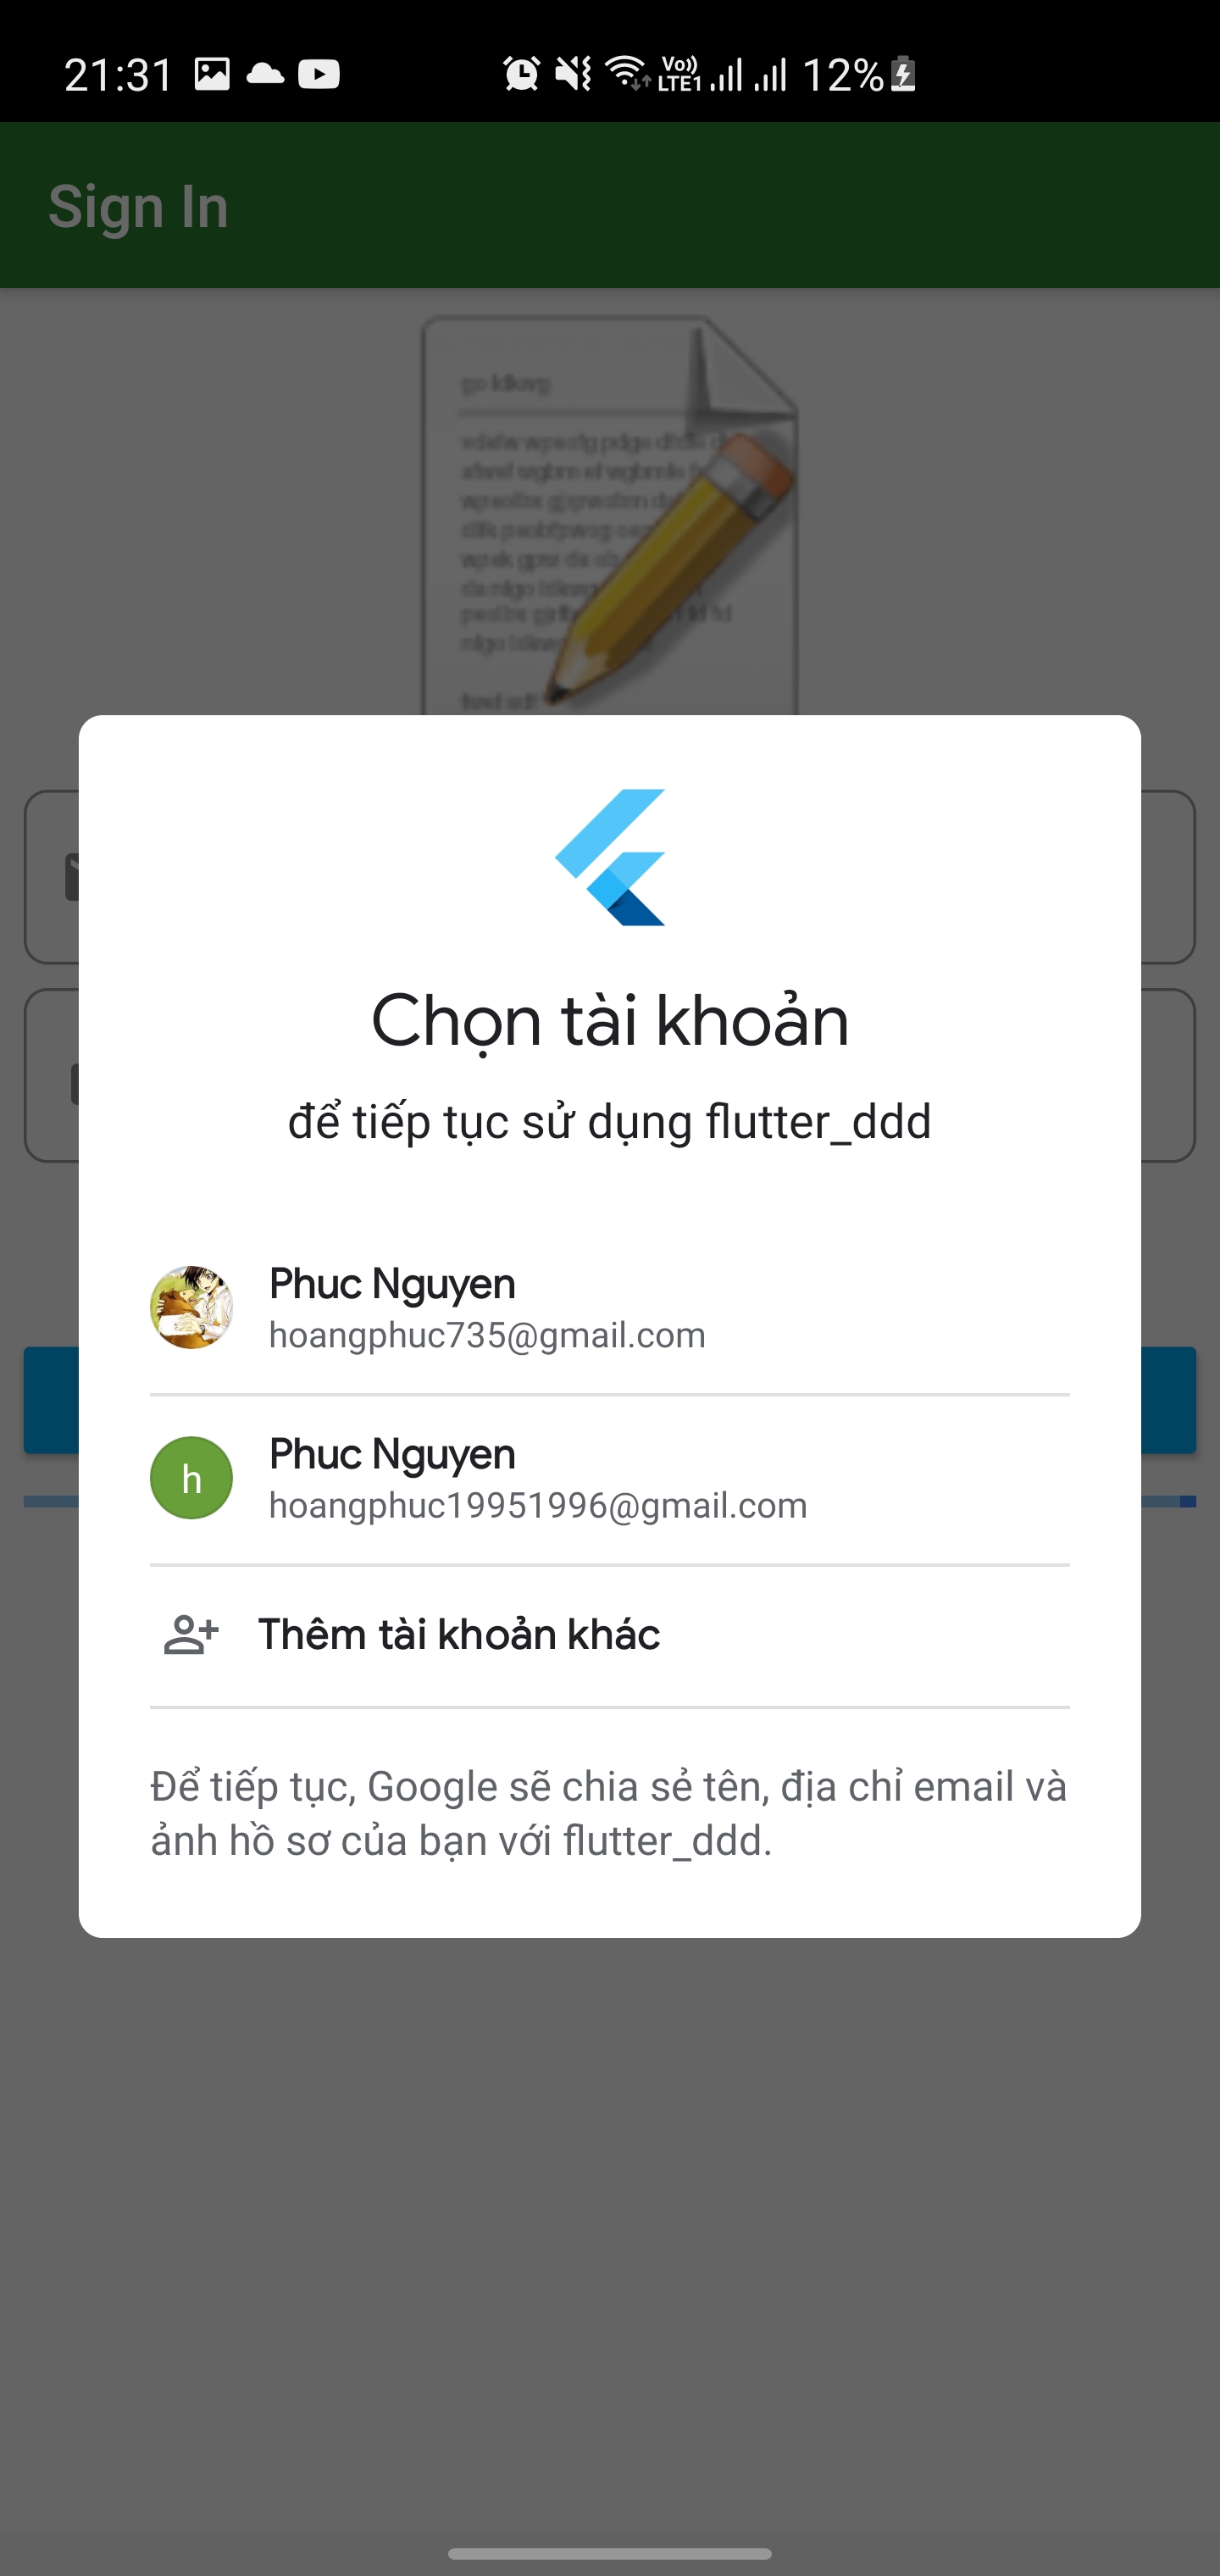 21:31
Vo))
LTE1
12%
Sign In
Chọn tài khoản
để tiếp tục sử dụng flutter_ddd
Phuc Nguyen
hoangphuc735@gmail.com
h
Phuc Nguyen
hoangphuc19951996@gmail.com
Thêm tài khoản khác
Để tiếp tục, Google sẽ chia sẻ tên, địa chỉ email và
ảnh hồ sơ của bạn với flutter_ddd.